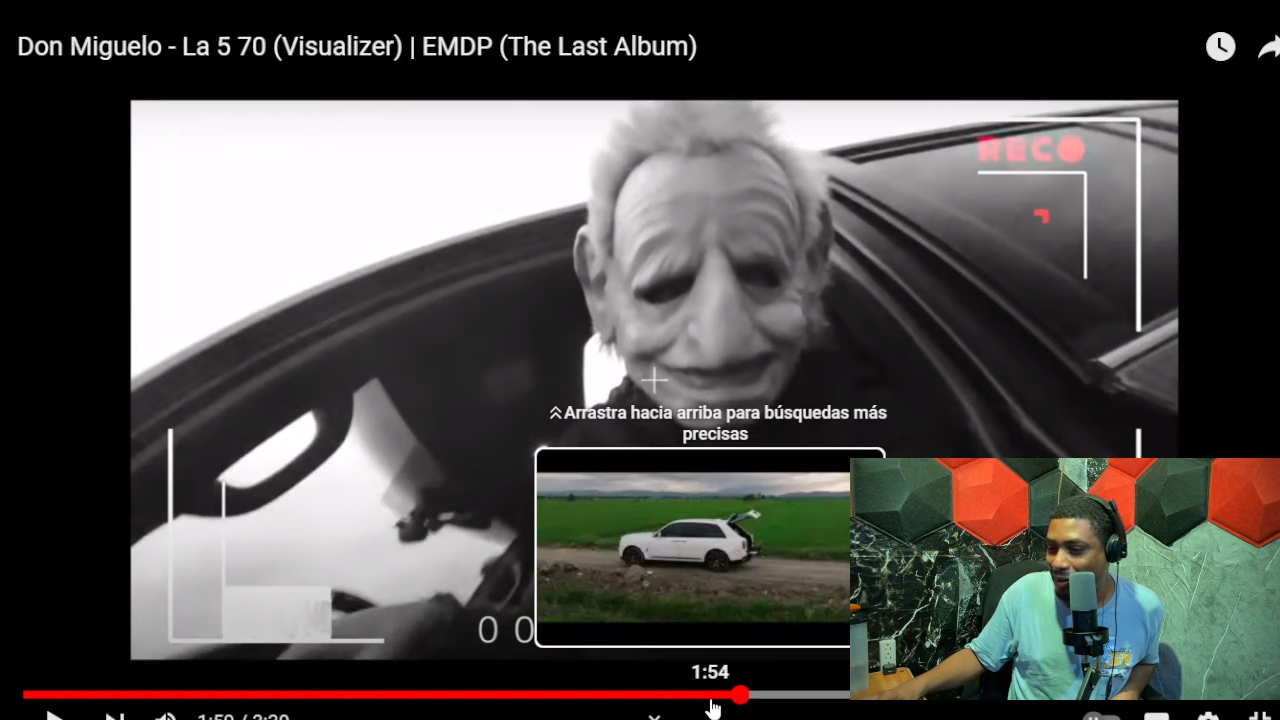 Don Miguelo - La 5 70 (Visualizer) | EMDP (The Last Album)
REC
Arrastra hacia arriba para búsquedas más
precisas
0 0
1:54